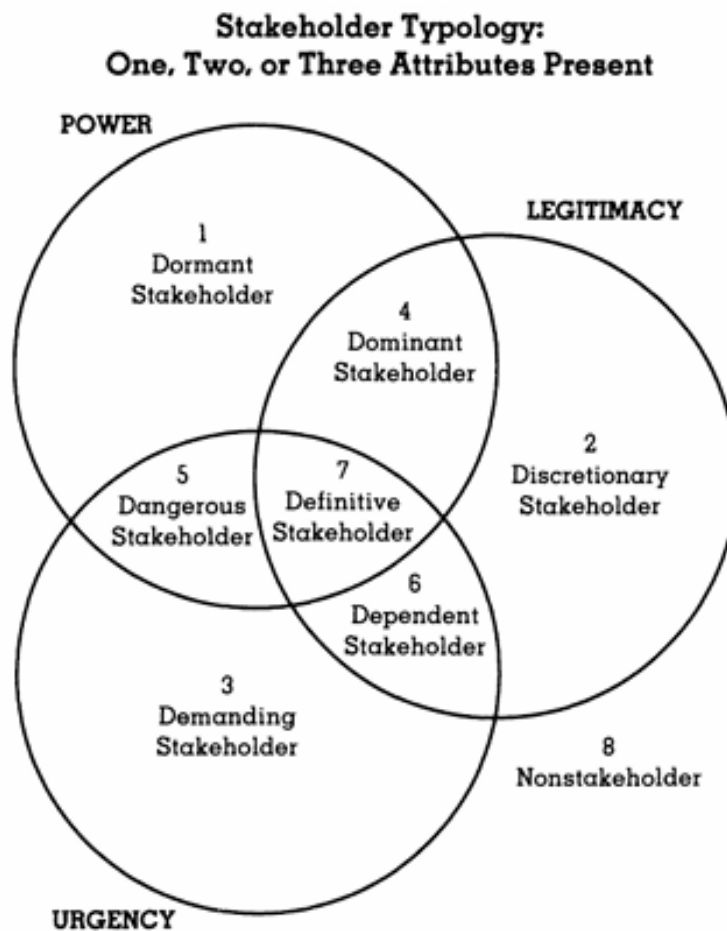 Stakeholder Typology:
One, Two, or Three Attributes Present
POWER
LEGITIMACY
1
Dormant
Stakeholder
4
Dominant
Stakeholder
2
Discretionary
Stakeholder
5
Dangerous
Stakeholder
7
Definitive
Stakeholder
6
Dependent
Stakeholder
3
Demanding
Stakeholder
8
Nonstakeholder
URGENCY